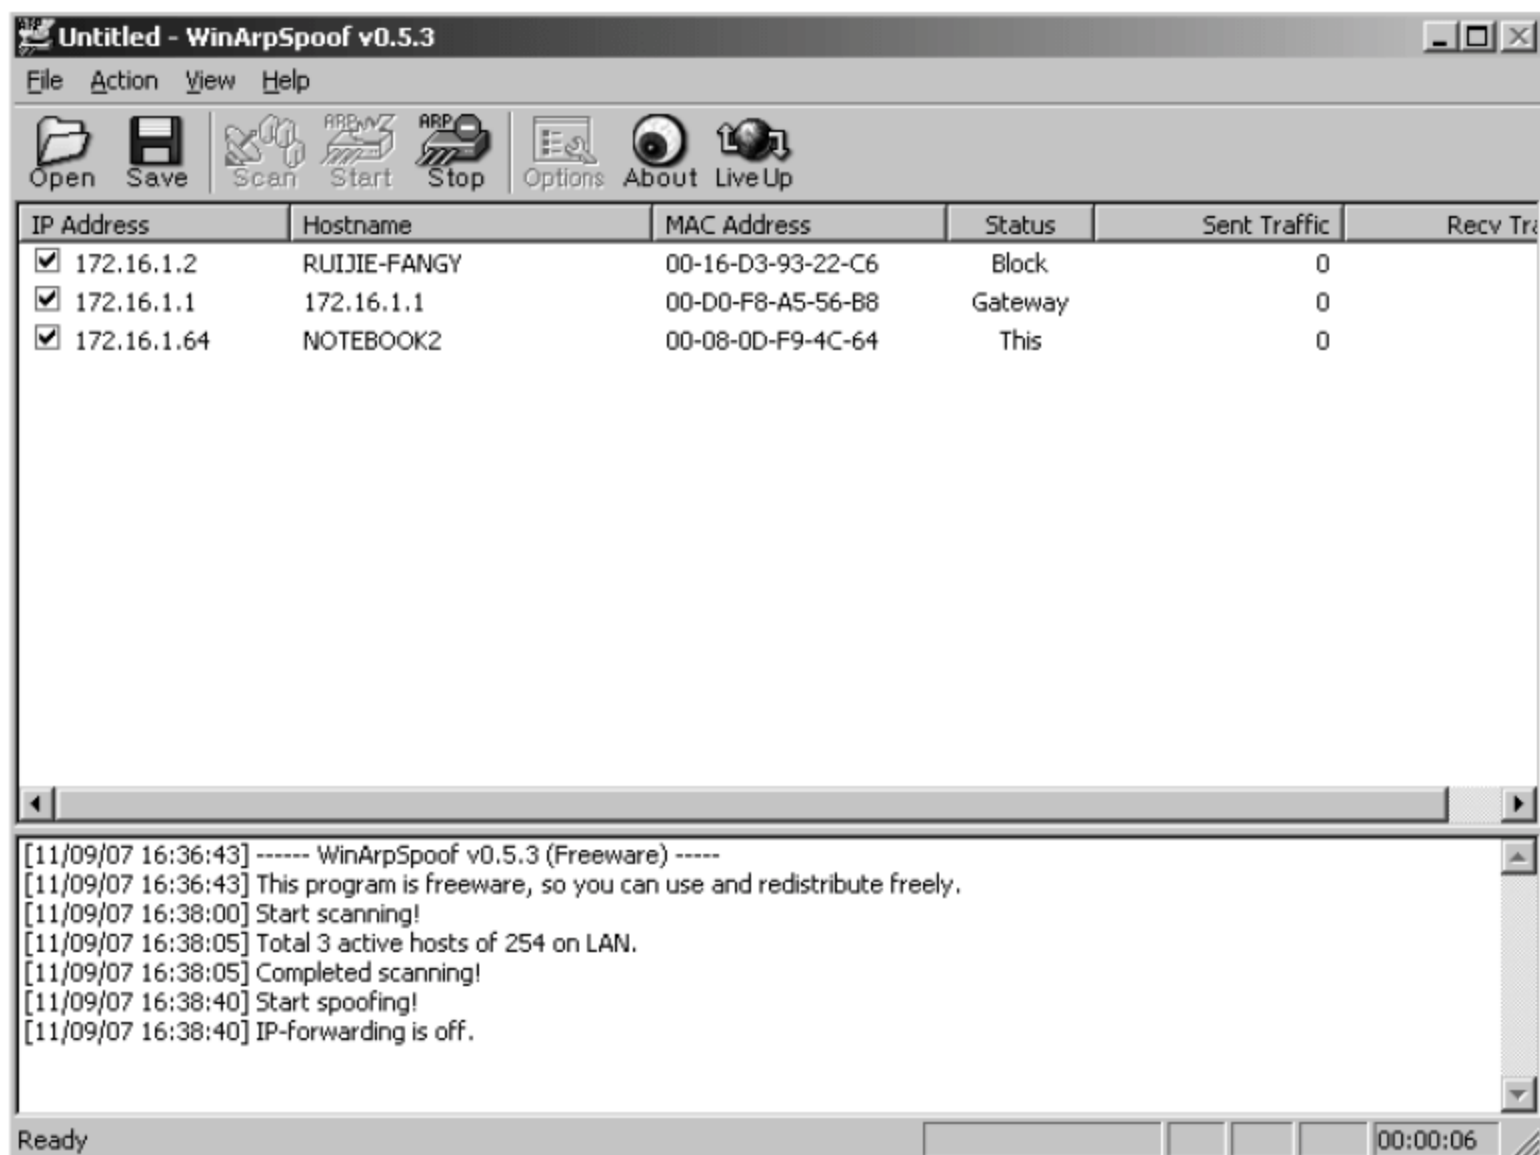 Untitled - WinArpSpoof v0.5.3
File Action View Help
ARP ARP
Open Save Scan Start Stop Options About Live Up
IP Address Hostname MAC Address Status Sent Traffic Recv Tra
172.16.1.2 RUIJIE-FANGY 00-16-D3-93-22-C6 Block 0
172.16.1.1 172.16.1.1 00-D0-F8-A5-56-B8 Gateway 0
172.16.1.64 NOTEBOOK2 00-08-0D-F9-4C-64 This 0
[11/09/07 16:36:43] ------ WinArpSpoof v0.5.3 (Freeware) -----
[11/09/07 16:36:43] This program is freeware, so you can use and redistribute freely.
[11/09/07 16:38:00] Start scanning!
[11/09/07 16:38:05] Total 3 active hosts of 254 on LAN.
[11/09/07 16:38:05] Completed scanning!
[11/09/07 16:38:40] Start spoofing!
[11/09/07 16:38:40] IP-forwarding is off.
Ready 00:00:06